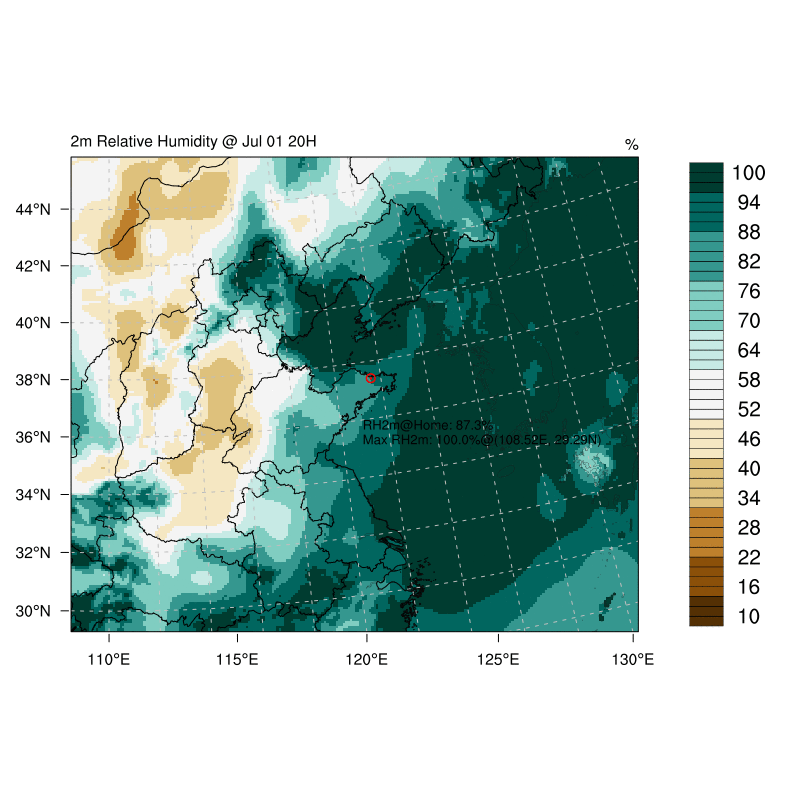 2m Relative Humidity @ Jul 01 20H
%
100
94
88
82
76
70
64
58
52
46
40
34
28
22
16
10
44°N
42°N
40°N
38°N
36°N
34°N
32°N
30°N
RH2m@Home: 87.3%
Max RH2m: 100.0%@(108.52E, 29.29N)
110°E
115°E
120°E
125°E
130°E